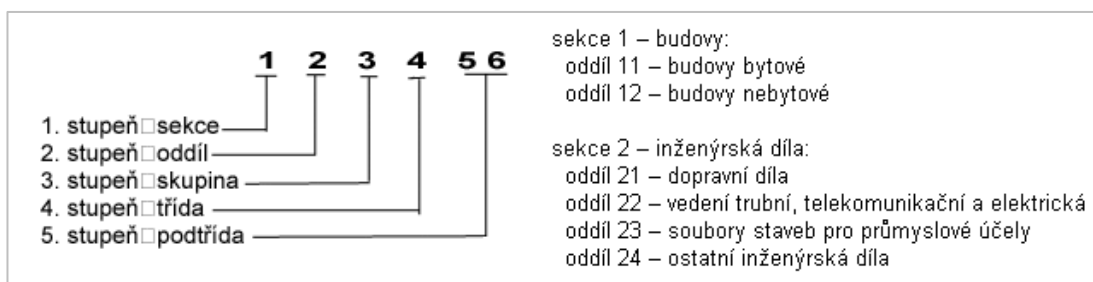 1 2 3 4 5 6
1. stupeň□sekce
2. stupeň□oddíl
3. stupeň□skupina
4. stupeň□třída
5. stupeň□podtřída
sekce 1 – budovy:
oddíl 11 – budovy bytové
oddíl 12 – budovy nebytové
sekce 2 – inženýrská díla:
oddíl 21 – dopravní díla
oddíl 22 – vedení trubní, telekomunikační a elektrická
oddíl 23 – soubory staveb pro průmyslové účely
oddíl 24 – ostatní inženýrská díla